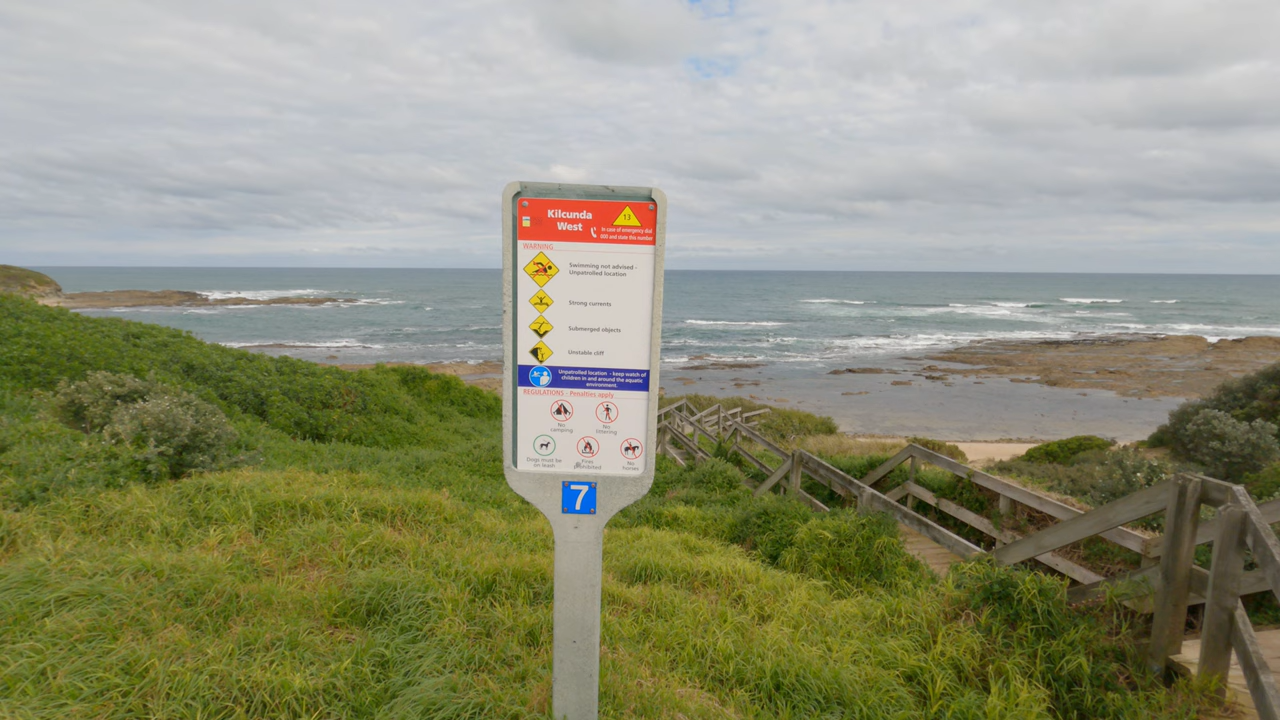 Kilcunda
West
13
In case of emergency dial
000 and state this number
WARNING
Swimming not advised -
Unpatrolled location
Strong currents
Submerged objects
Unstable cliff
Unpatrolled location - keep watch of
children in and around the aquatic
environment.
REGULATIONS - Penalties apply
No
camping
No
littering
Dogs must be
on leash
Fires
prohibited
No
horses
7